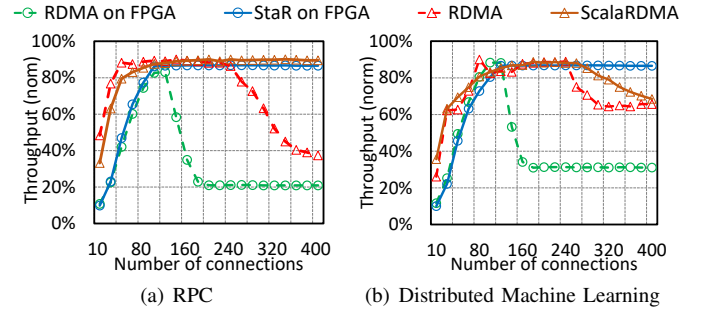 RDMA on FPGA StaR on FPGA RDMA ScalaRDMA
Throughput (nom)
100%
80%
60%
40%
20%
0%
10 80 160 240 320 400
Number of connections
(a) RPC
Throughput (norm)
100%
80%
60%
40%
20%
0%
10 80 160 240 320 400
Number of connections
(b) Distributed Machine Learning